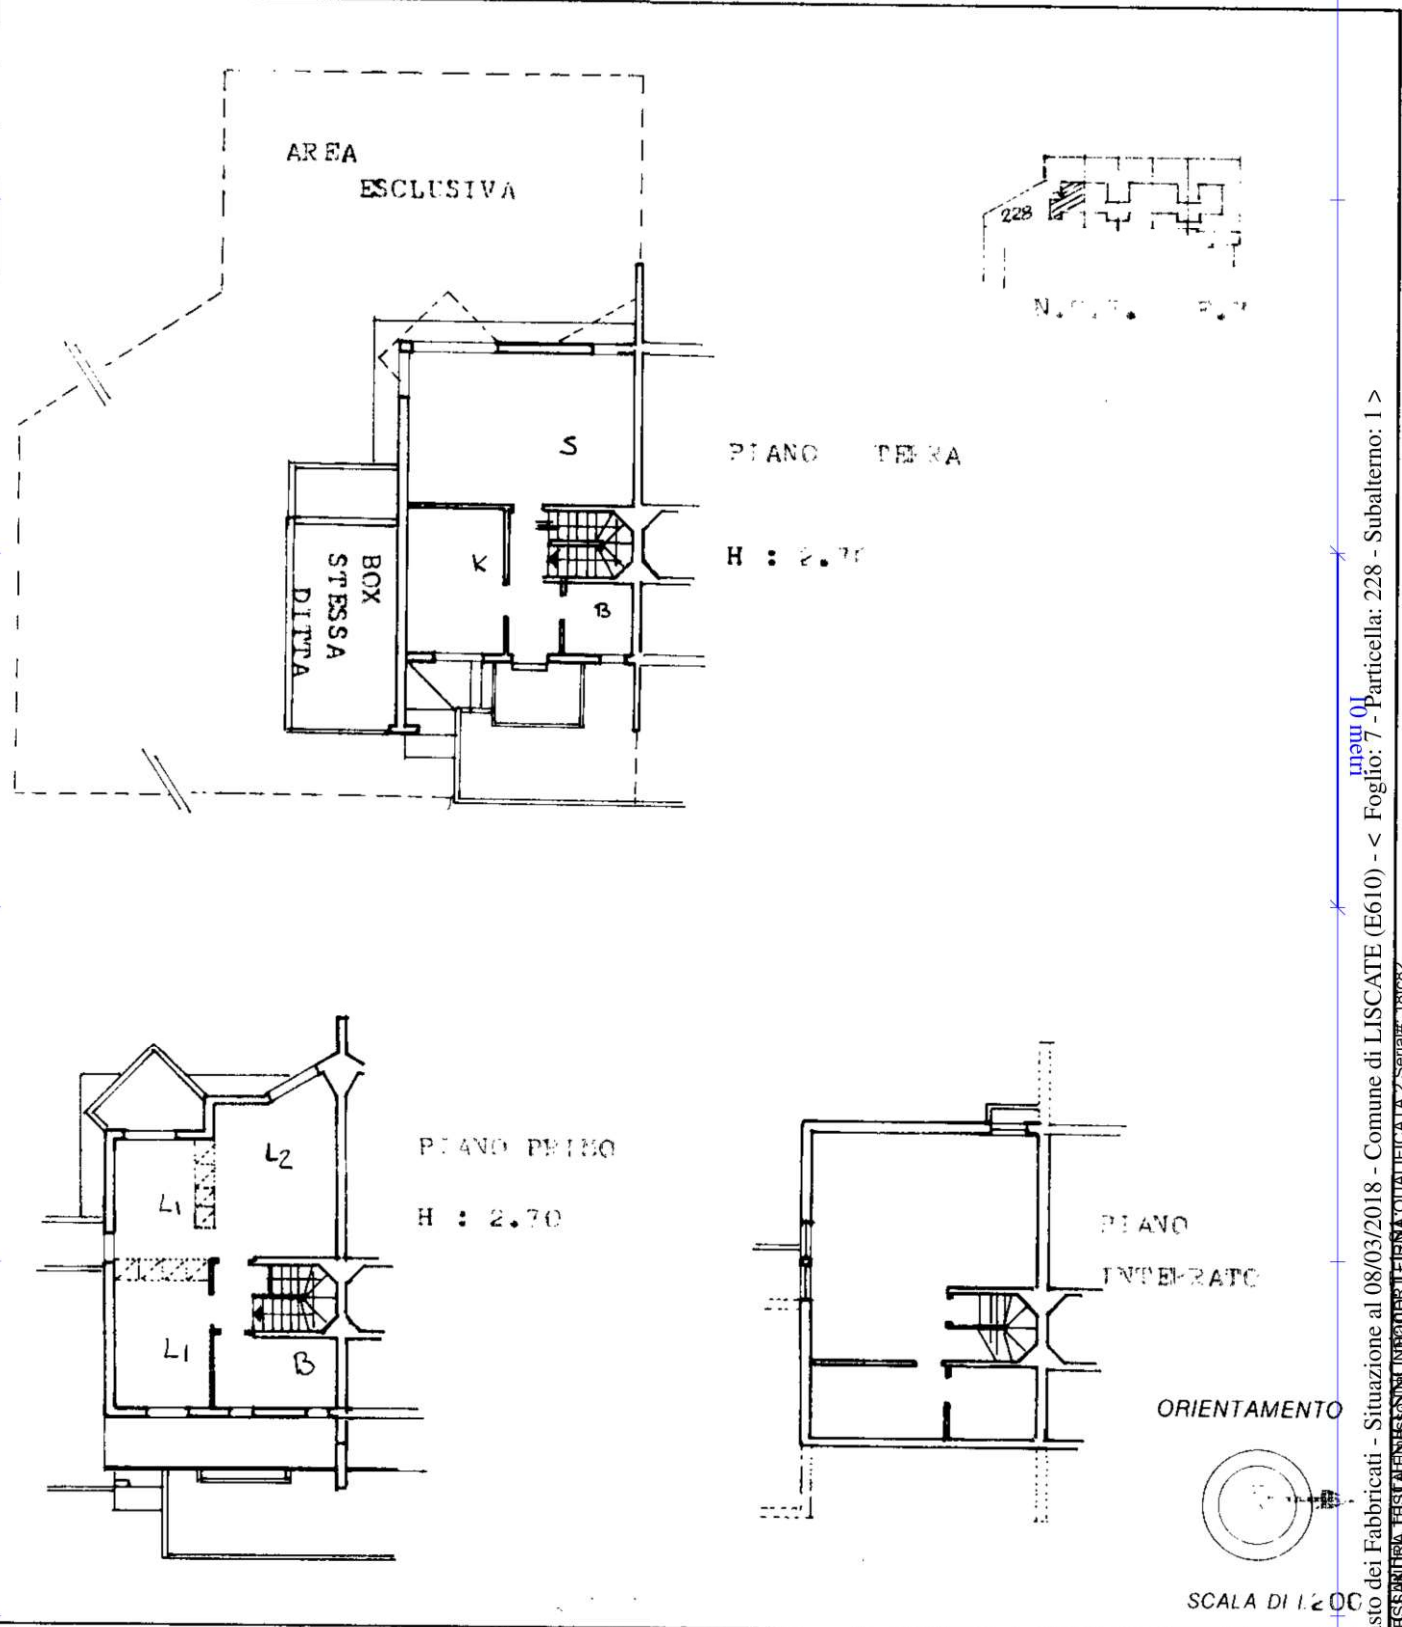 AREA
ESCLUSIVA
228
S
PIANO TERRA
K
H : 2.70
B
BOX
STESSA
DITTA
L2
PIANO PRIMO
L1
H : 2.70
L1
B
PIANO
INTERRATO
ORIENTAMENTO
SCALA DI 1:200
10 metri
sto dei Fabbricati - Situazione al 08/03/2018 - Comune di LISCATE (E610) - < Foglio: 7 - Particella: 228 - Subalterno: 1 >